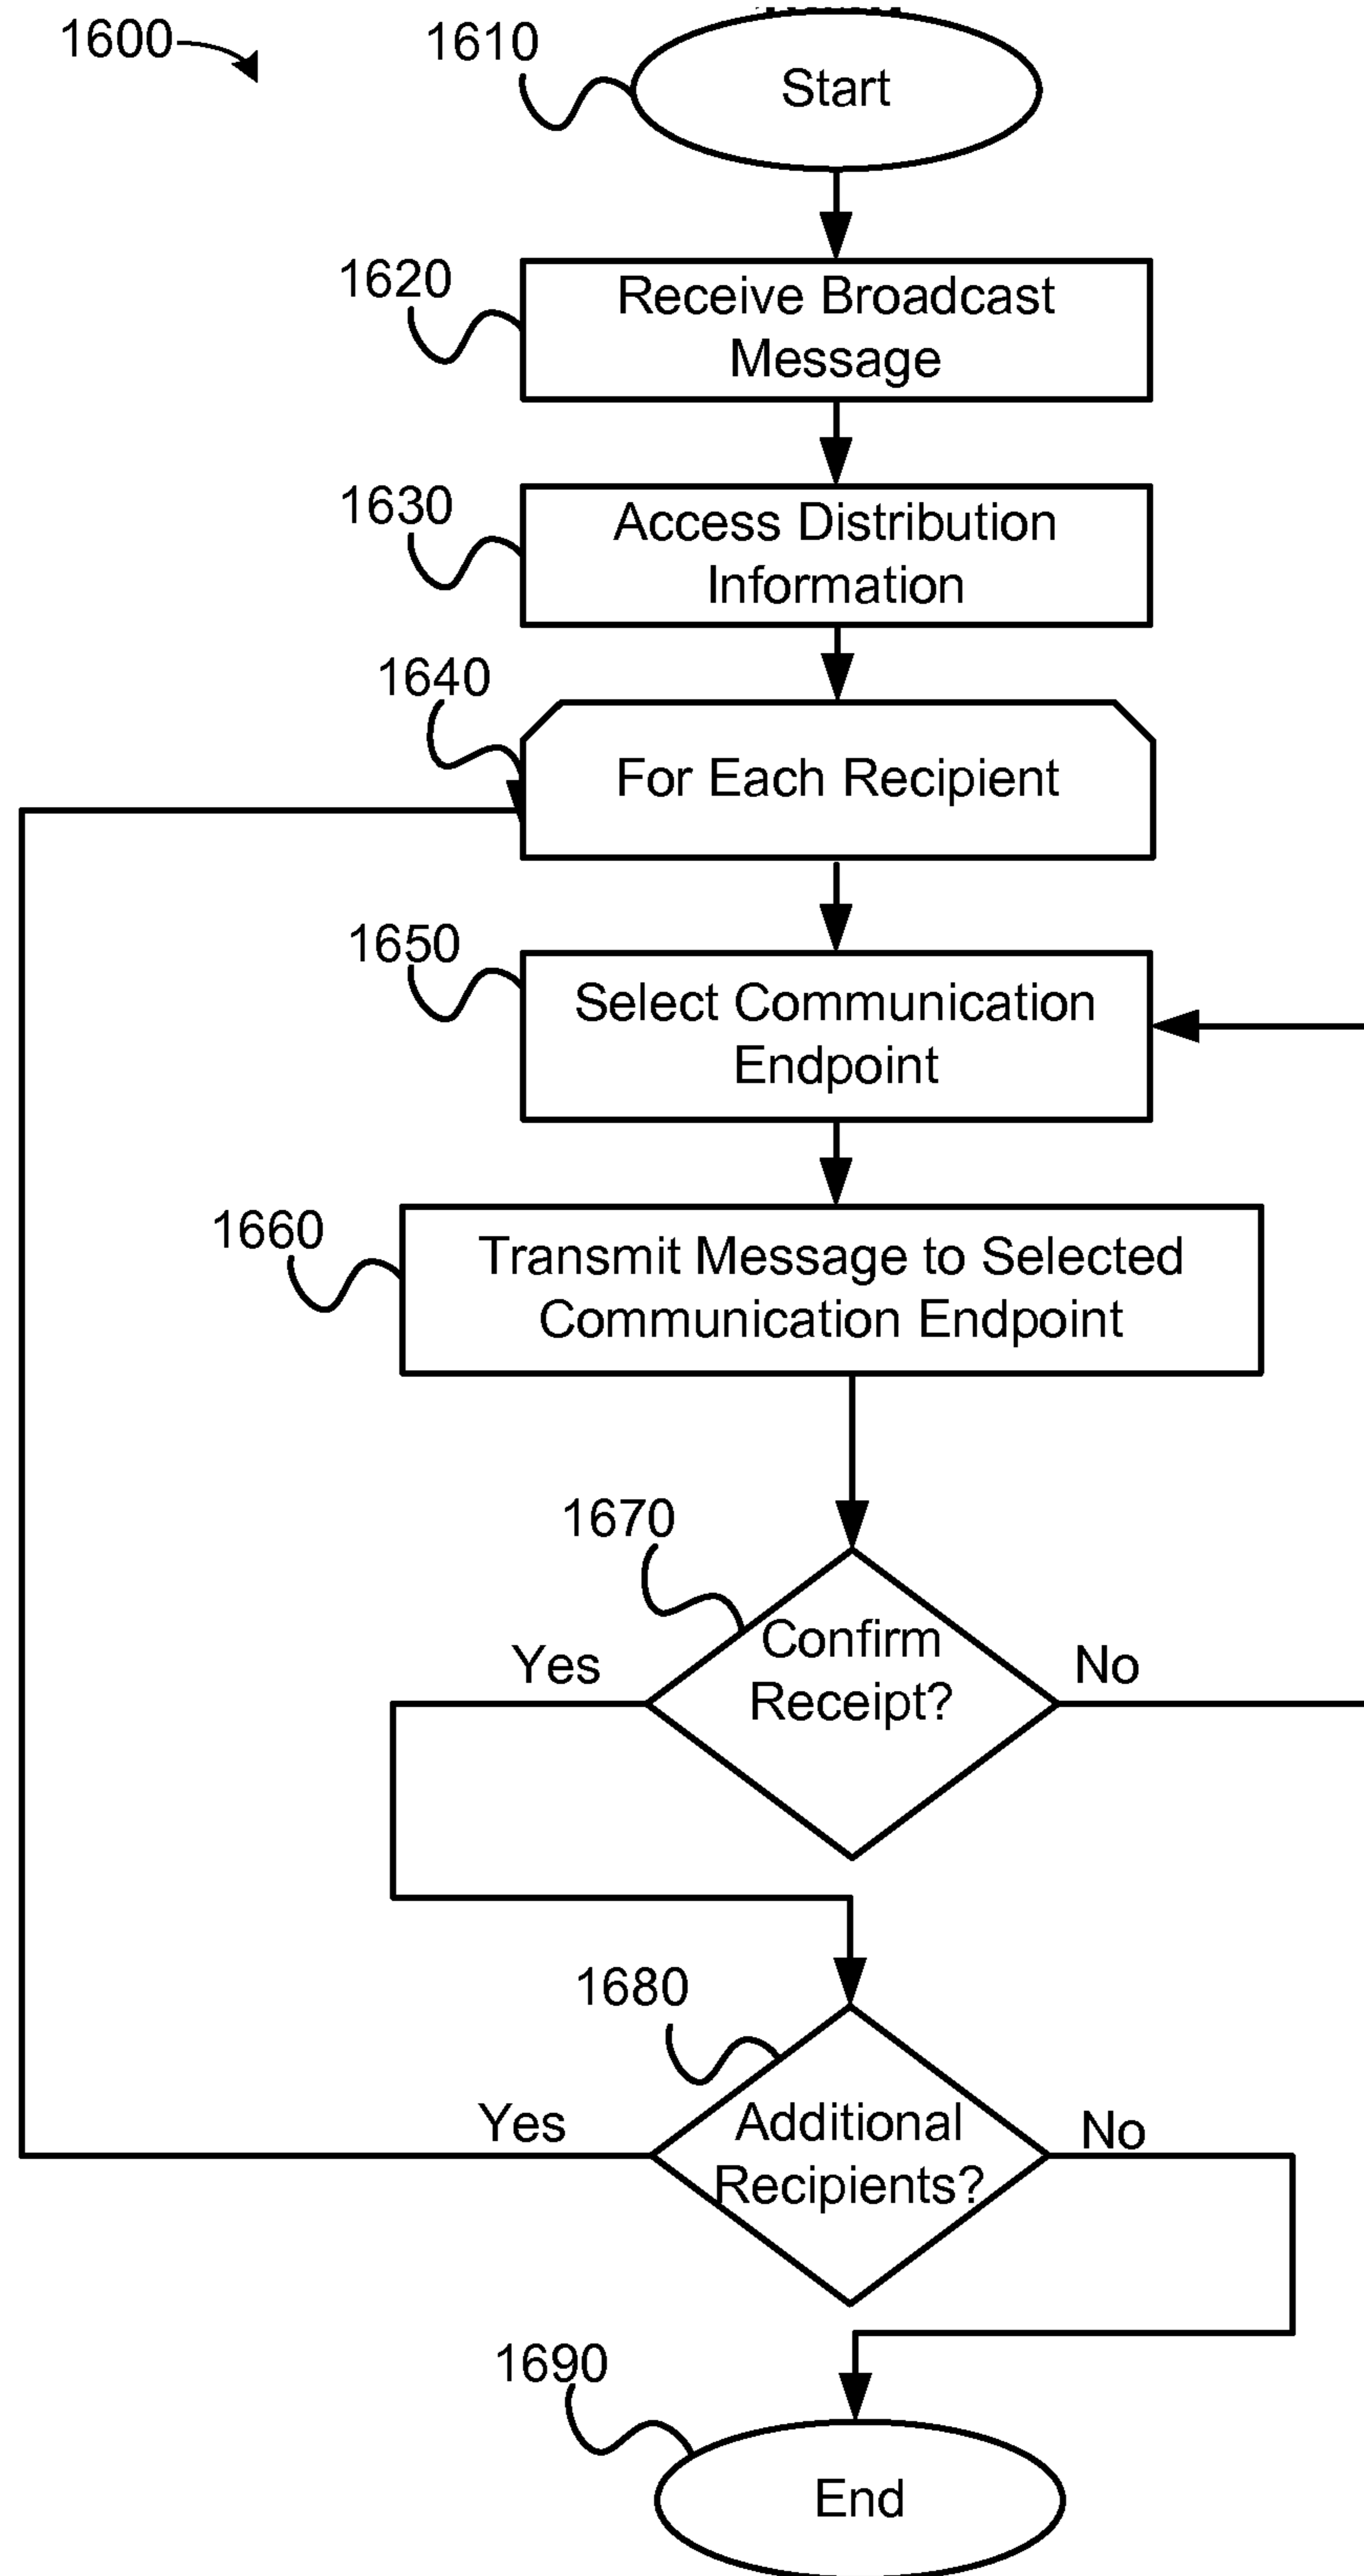 1600
1610
Start
1620
Receive Broadcast
Message
1630
Access Distribution
Information
1640
For Each Recipient
1650
Select Communication
Endpoint
1660
Transmit Message to Selected
Communication Endpoint
1670
Confirm
Receipt?
Yes
No
1680
Additional
Recipients?
Yes
No
1690
End